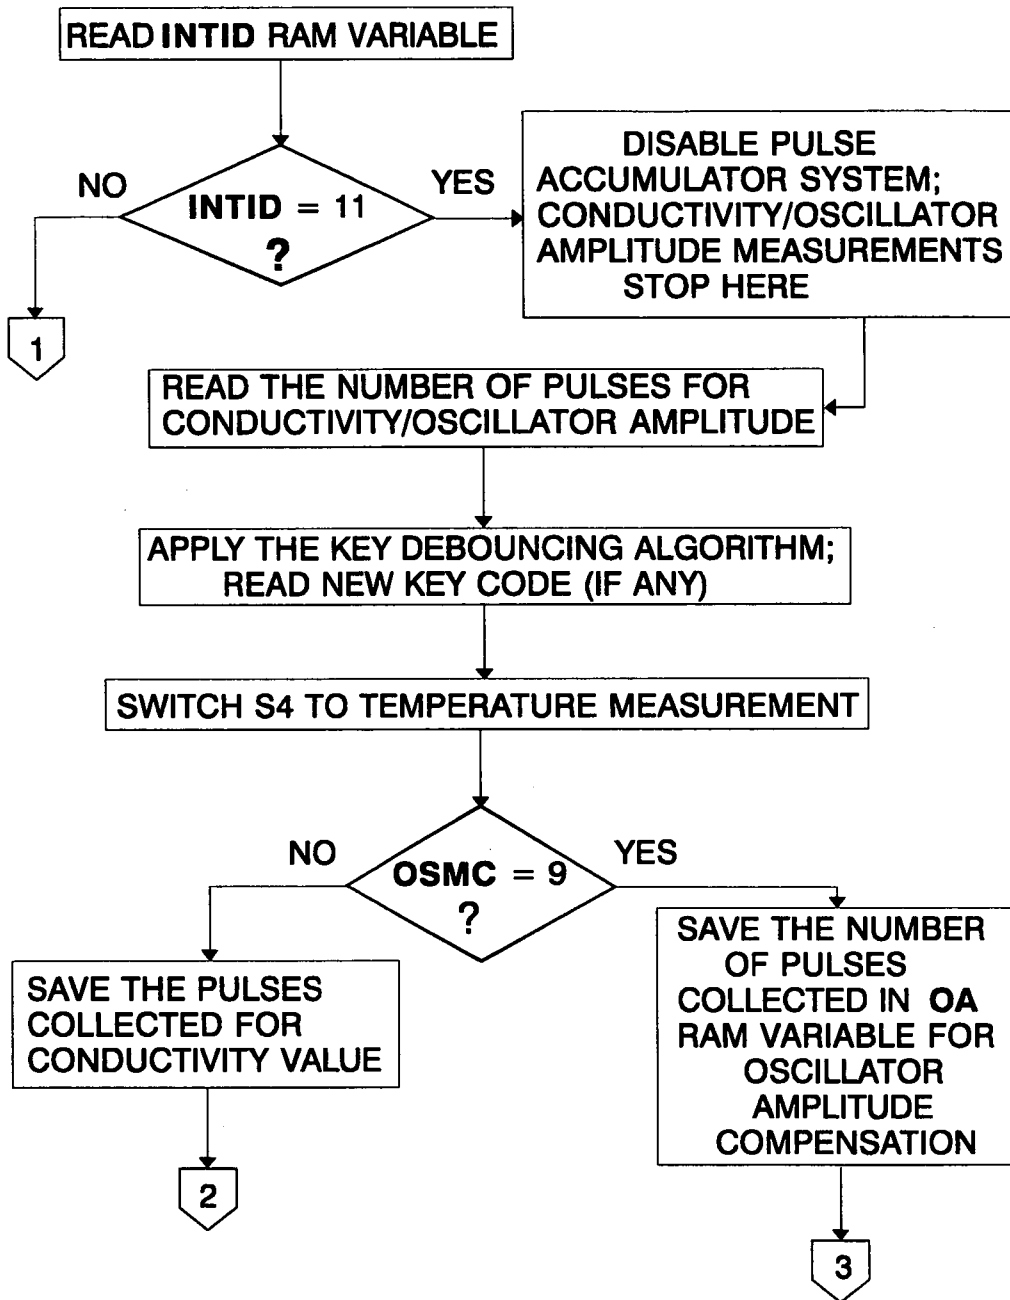 READ INTID RAM VARIABLE
NO
YES
INTID = 11
?
DISABLE PULSE
ACCUMULATOR SYSTEM;
CONDUCTIVITY/OSCILLATOR
AMPLITUDE MEASUREMENTS
STOP HERE
1
READ THE NUMBER OF PULSES FOR
CONDUCTIVITY/OSCILLATOR AMPLITUDE
APPLY THE KEY DEBOUNCING ALGORITHM;
READ NEW KEY CODE (IF ANY)
SWITCH S4 TO TEMPERATURE MEASUREMENT
NO
YES
OSMC = 9
?
SAVE THE PULSES
COLLECTED FOR
CONDUCTIVITY VALUE
SAVE THE NUMBER
OF PULSES
COLLECTED IN OA
RAM VARIABLE FOR
OSCILLATOR
AMPLITUDE
COMPENSATION
2
3